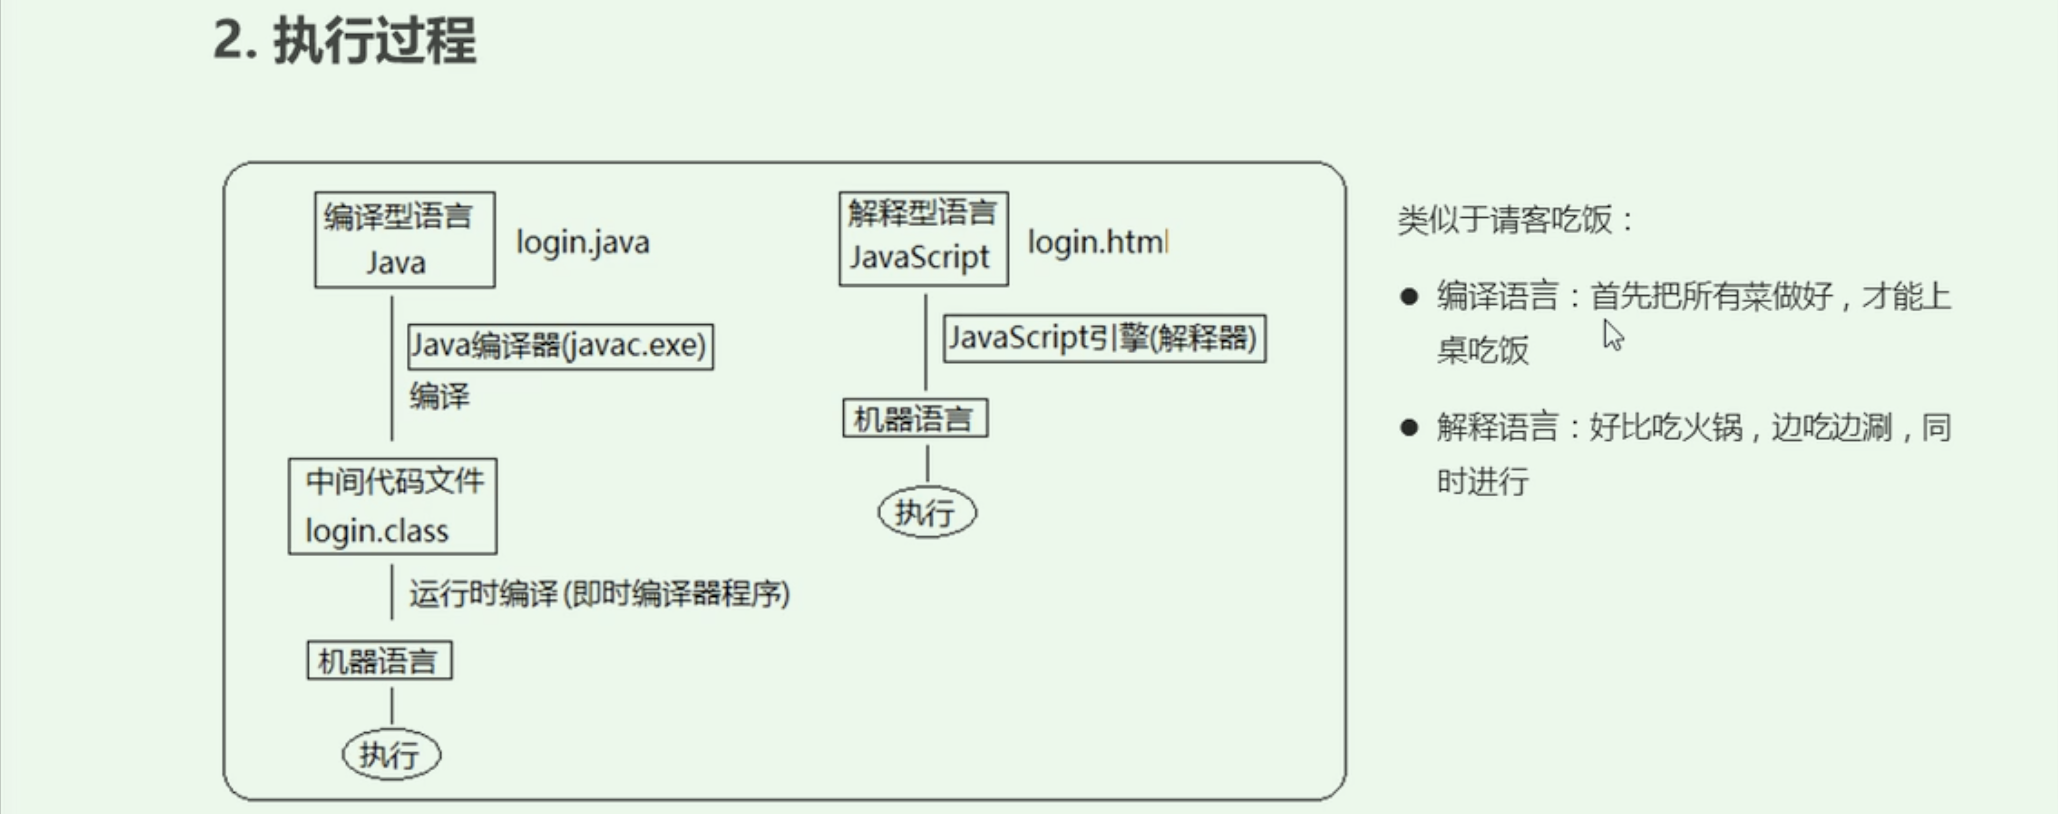 2. 执行过程
编译型语言
Java
login.java
Java编译器(javac.exe)
编译
中间代码文件
login.class
运行时编译(即时编译器程序)
机器语言
执行
解释型语言
JavaScript
login.html
JavaScript引擎(解释器)
机器语言
执行
类似于请客吃饭：
● 编译语言：首先把所有菜做好，才能上
桌吃饭
● 解释语言：好比吃火锅，边吃边涮，同
时进行